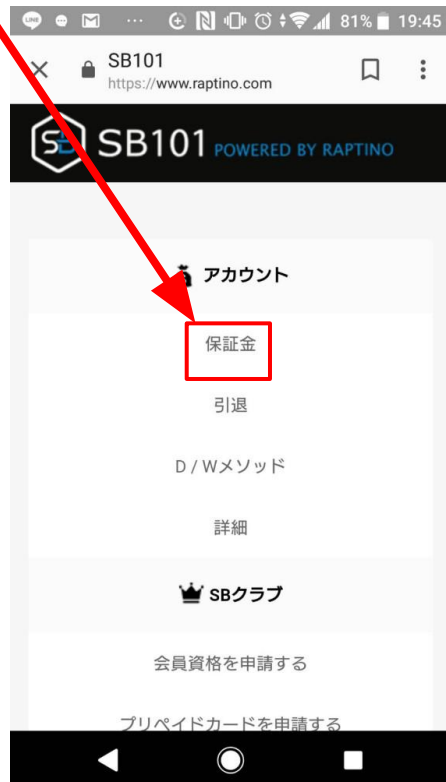 LINE
81% 19:45
SB101
https://www.raptino.com
SB SB101 POWERED BY RAPTINO
アカウント
保証金
引退
D / Wメソッド
詳細
SBクラブ
会員資格を申請する
プリペイドカードを申請する